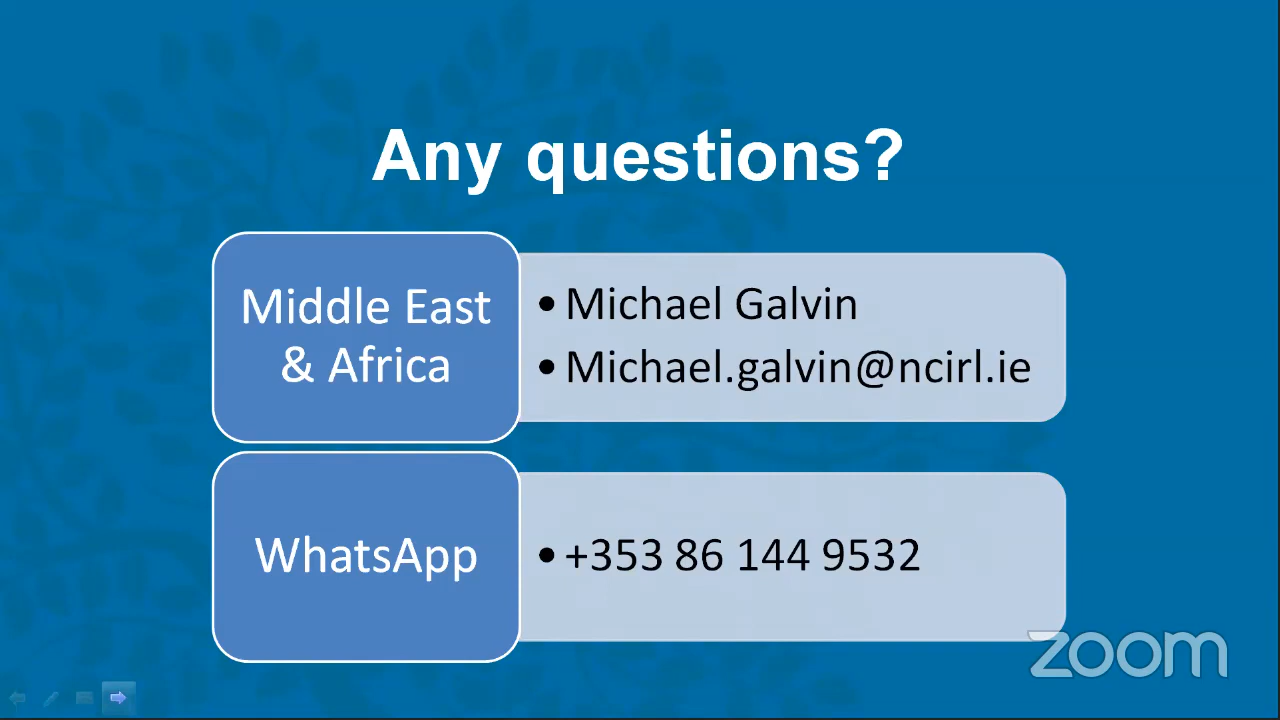 Any questions?
Middle East
& Africa
• Michael Galvin
• Michael.galvin@ncirl.ie
WhatsApp
• +353 86 144 9532
zoom